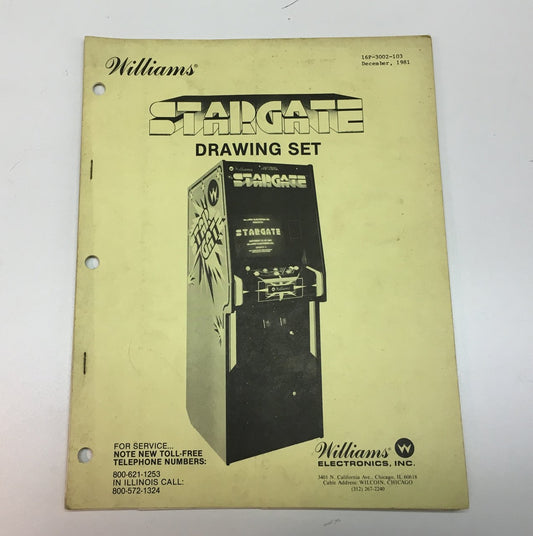 Williams®
16P-3002-103
December, 1981
STARGATE
DRAWING SET
Williams
STARGATE
W
STARGATE
Williams
FOR SERVICE...
NOTE NEW TOLL-FREE
TELEPHONE NUMBERS:
800-621-1253
IN ILLINOIS CALL:
800-572-1324
Williams®
W
ELECTRONICS, INC.
3401 N. California Ave., Chicago, IL 60618
Cable Address: WILCOIN, CHICAGO
(312) 267-2240